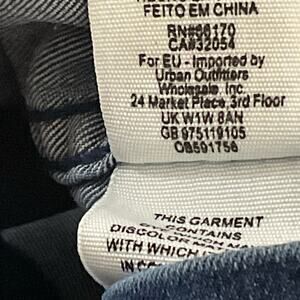 FEITO EM CHINA
RN#66170
CA#32054
For EU - Imported by
Urban Outfitters
Wholesale, Inc.
24 Market Place, 3rd Floor
UK W1W 8AN
GB 975119105
OB591756
THIS GARMENT
CONTAINS
DISCOLOR
WITH WHICH